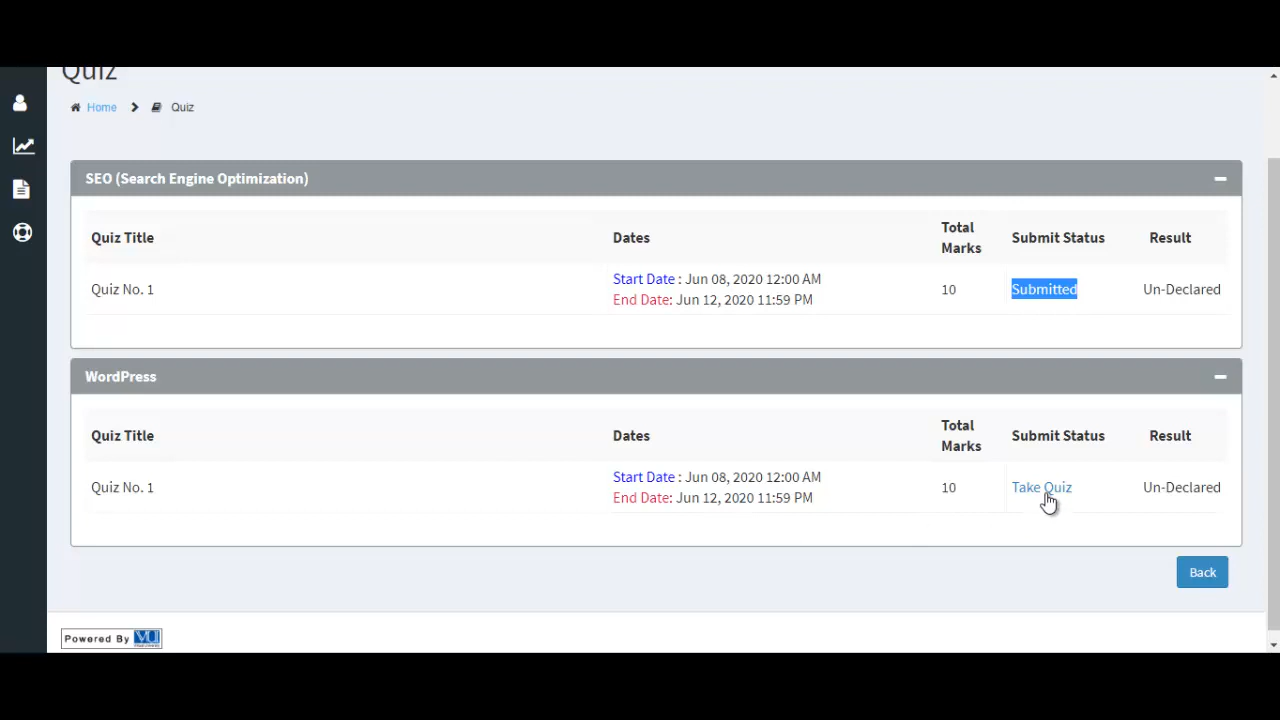 Quiz
Home > Quiz
SEO (Search Engine Optimization)
Quiz Title Dates Total Marks Submit Status Result
Quiz No. 1 Start Date : Jun 08, 2020 12:00 AM 10 Submitted Un-Declared
End Date: Jun 12, 2020 11:59 PM
WordPress
Quiz Title Dates Total Marks Submit Status Result
Quiz No. 1 Start Date : Jun 08, 2020 12:00 AM 10 Take Quiz Un-Declared
End Date: Jun 12, 2020 11:59 PM
Back
Powered By VU